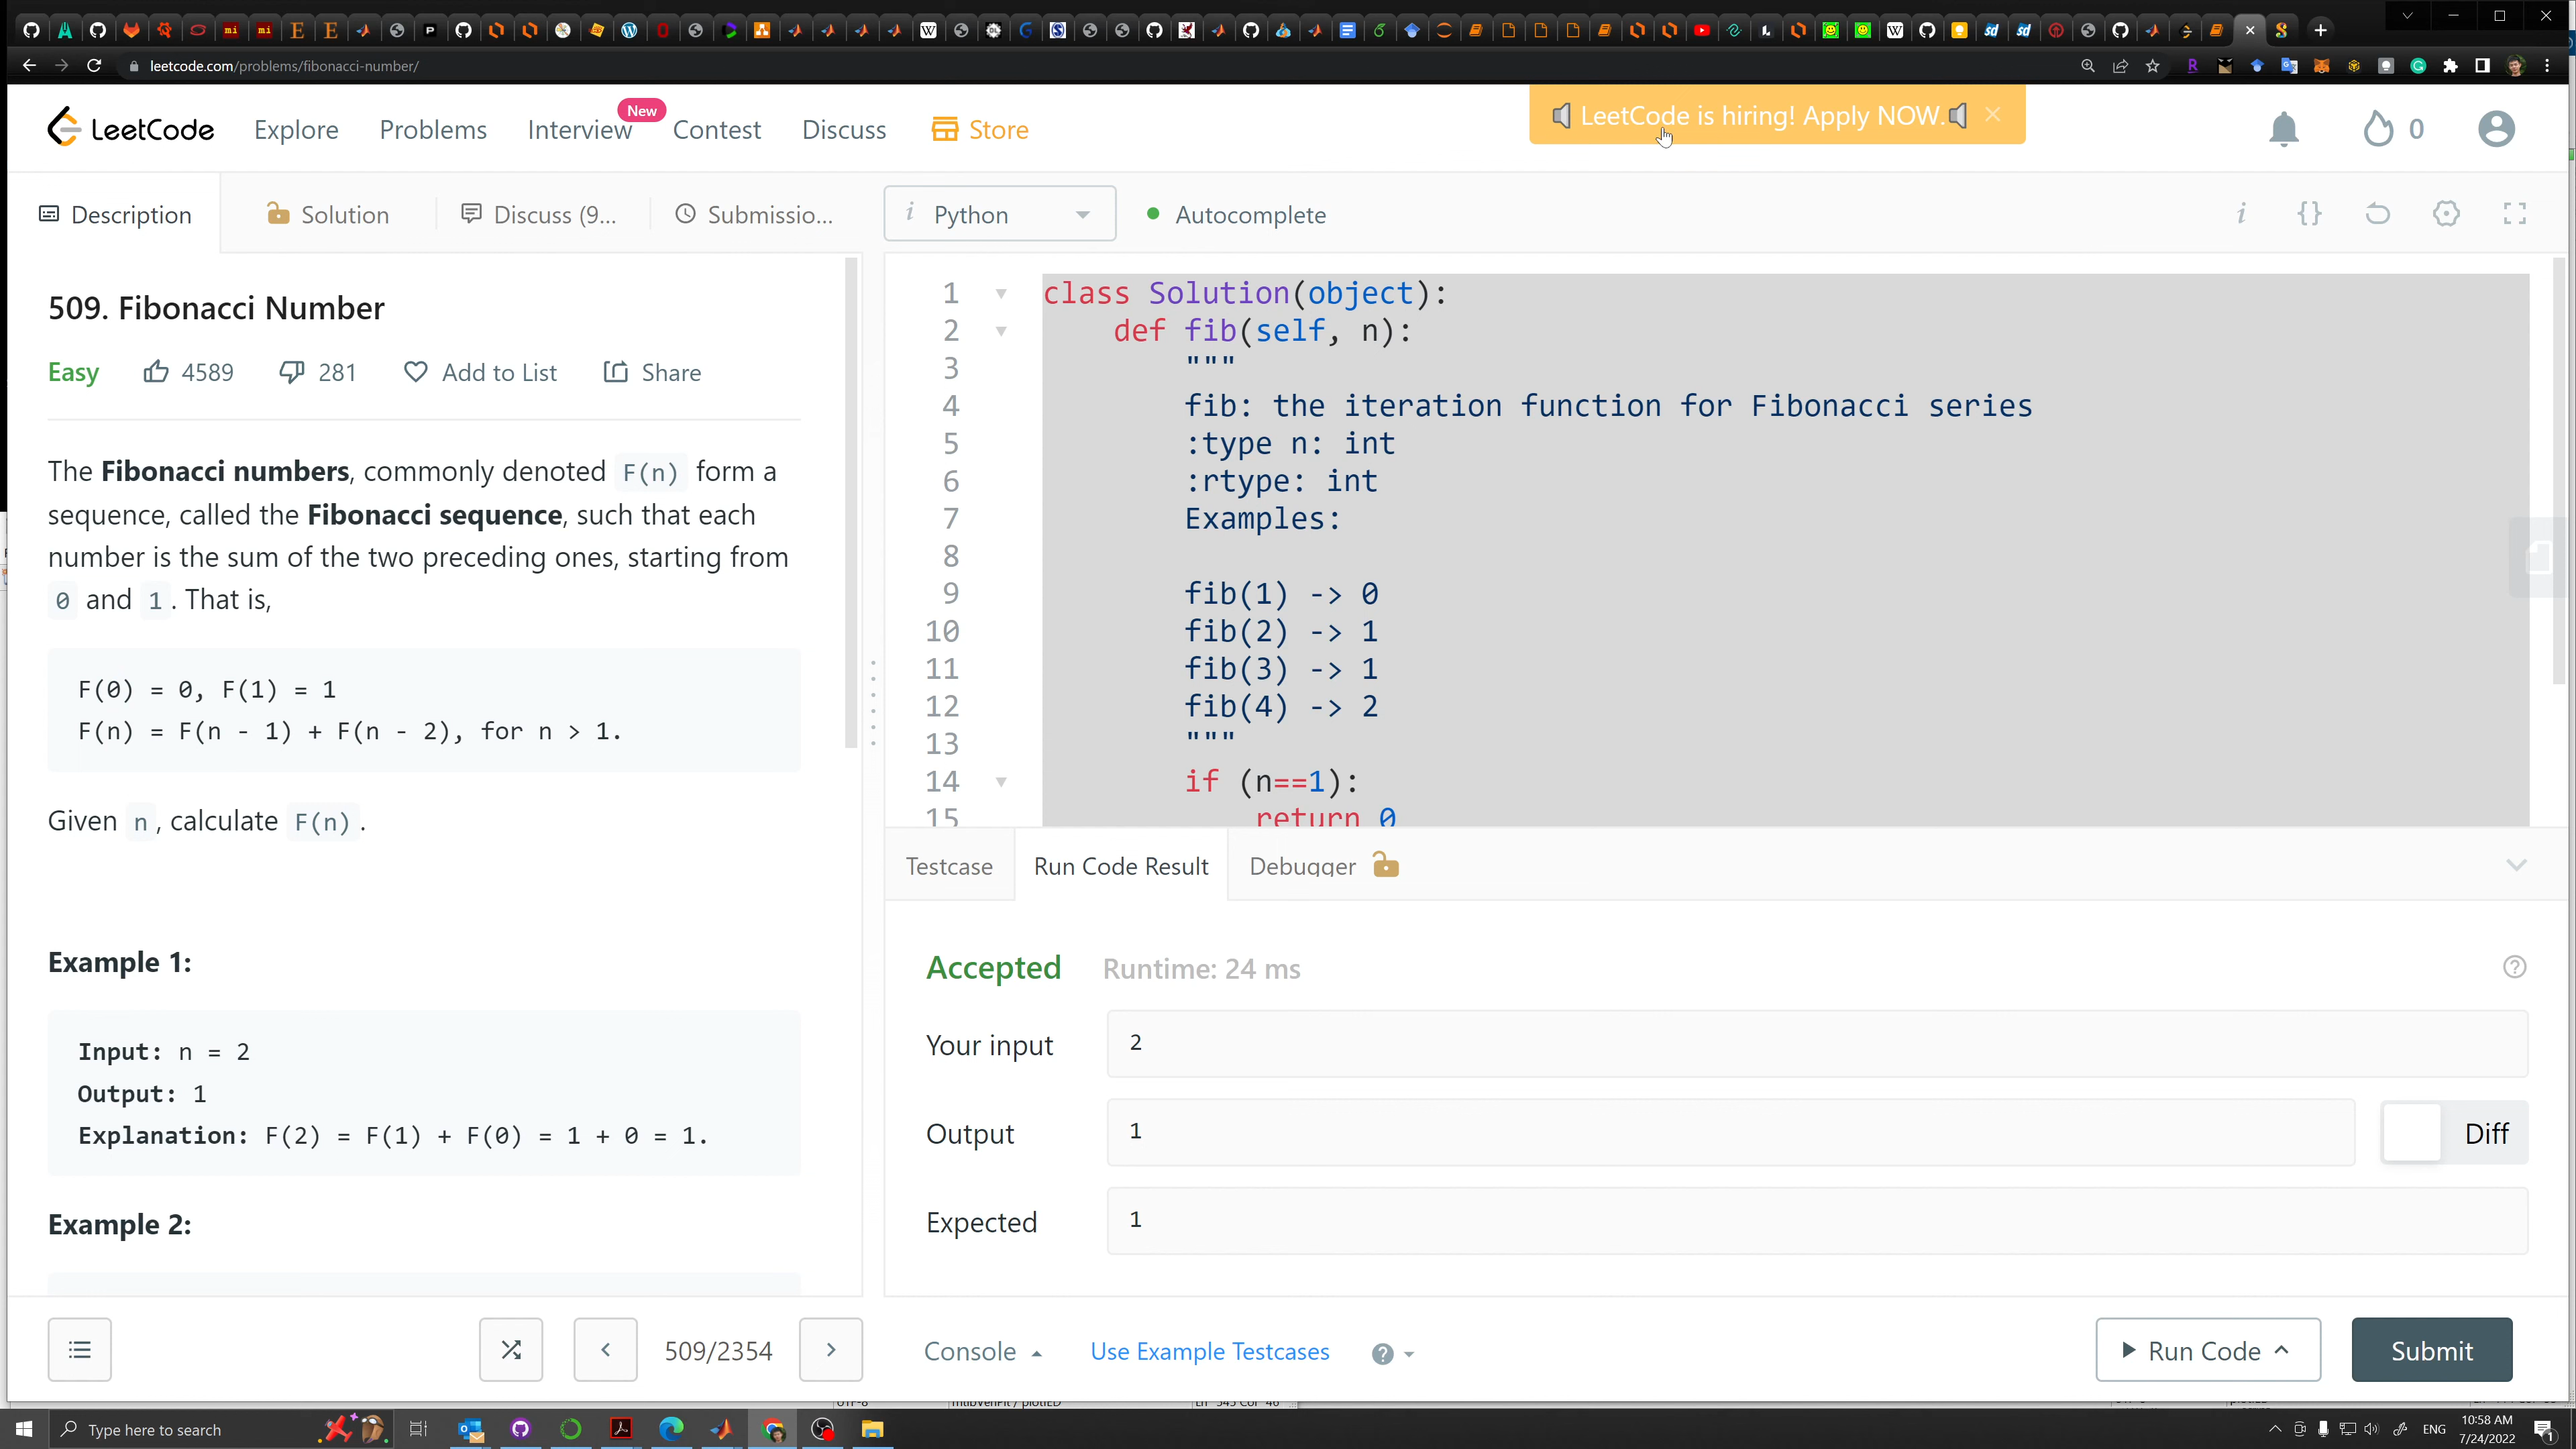 leetcode.com/problems/fibonacci-number/
LeetCode
Explore
Problems
Interview
New
Contest
Discuss
Store
LeetCode is hiring! Apply NOW.
0
Description
Solution
Discuss (9...
Submissio...
Python
Autocomplete
509. Fibonacci Number
Easy
4589
281
Add to List
Share
The Fibonacci numbers, commonly denoted F(n) form a
sequence, called the Fibonacci sequence, such that each
number is the sum of the two preceding ones, starting from
0 and 1. That is,
F(0) = 0, F(1) = 1
F(n) = F(n - 1) + F(n - 2), for n > 1.
Given n, calculate F(n).
Example 1:
Input: n = 2
Output: 1
Explanation: F(2) = F(1) + F(0) = 1 + 0 = 1.
Example 2:
1 class Solution(object):
2 def fib(self, n):
3 """
4 fib: the iteration function for Fibonacci series
5 :type n: int
6 :rtype: int
7 Examples:
8
9 fib(1) -> 0
10 fib(2) -> 1
11 fib(3) -> 1
12 fib(4) -> 2
13 """
14 if (n==1):
15 return 0
Testcase
Run Code Result
Debugger
Accepted
Runtime: 24 ms
Your input
2
Output
1
Diff
Expected
1
509/2354
Console
Use Example Testcases
Run Code
Submit
Type here to search
ENG
10:58 AM
7/24/2022